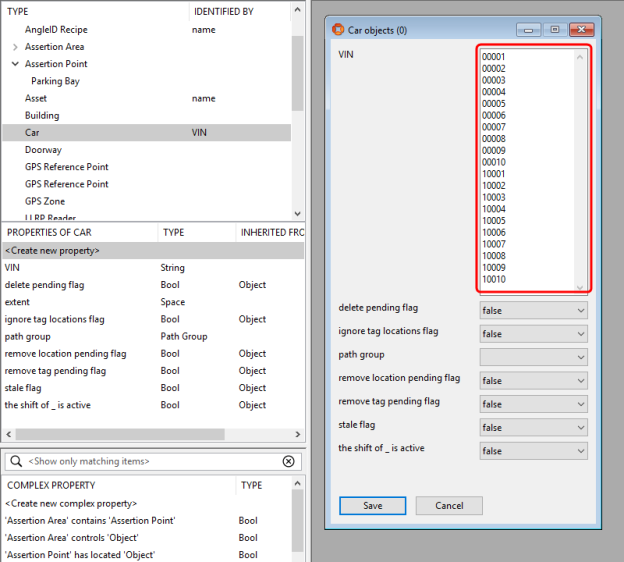 TYPE IDENTIFIED BY
AngleID Recipe name
Assertion Area
Assertion Point
Parking Bay
Asset name
Building
Car VIN
Doorway
GPS Reference Point
GPS Reference Point
GPS Zone
LLRP Reader
PROPERTIES OF CAR TYPE INHERITED FRO
<Create new property>
VIN String
delete pending flag Bool Object
extent Space
ignore tag locations flag Bool Object
path group Path Group
remove location pending flag Bool Object
remove tag pending flag Bool Object
stale flag Bool Object
the shift of _ is active Bool Object
<Show only matching items>
COMPLEX PROPERTY TYPE
<Create new complex property>
'Assertion Area' contains 'Assertion Point' Bool
'Assertion Area' controls 'Object' Bool
'Assertion Point' has located 'Object' Bool
Car objects (0)
VIN
00001
00002
00003
00004
00005
00006
00007
00008
00009
00010
10001
10002
10003
10004
10005
10006
10007
10008
10009
10010
delete pending flag false
ignore tag locations flag false
path group
remove location pending flag false
remove tag pending flag false
stale flag false
the shift of _ is active false
Save Cancel